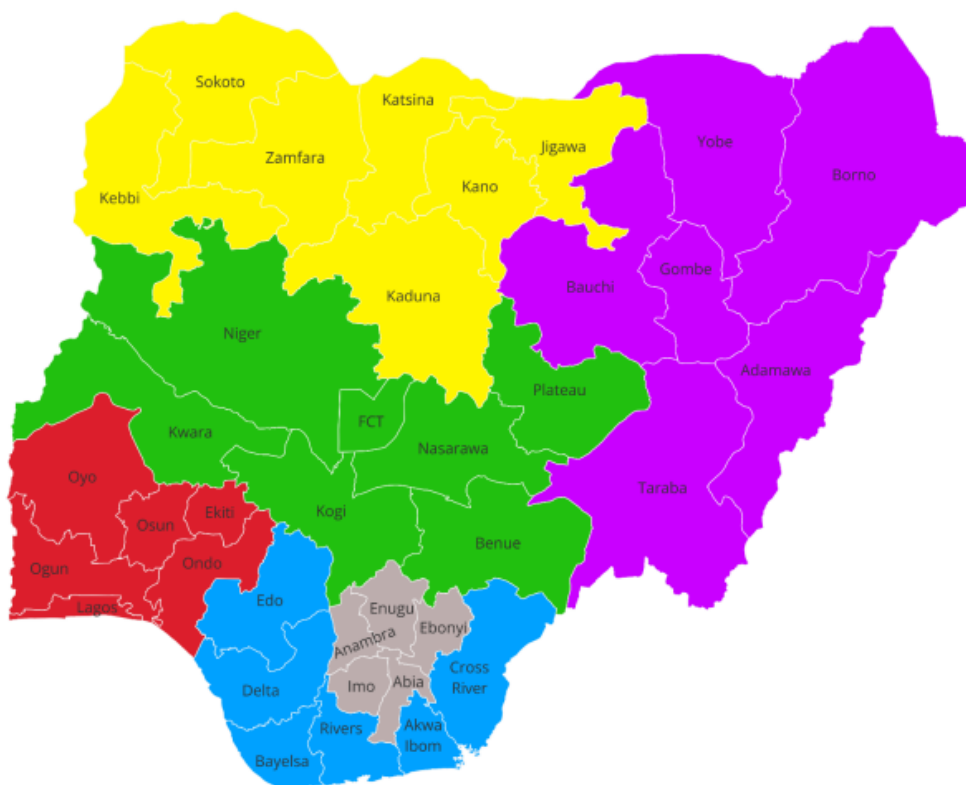 Sokoto
Katsina
Zamfara
Jigawa
Yobe
Borno
Kebbi
Kano
Gombe
Bauchi
Kaduna
Niger
Adamawa
Plateau
FCT
Kwara
Nasarawa
Oyo
Taraba
Kogi
Osun
Ekiti
Benue
Ogun
Ondo
Lagos
Edo
Enugu
Ebonyi
Anambra
Cross
River
Imo
Abia
Delta
Rivers
Akwa
Ibom
Bayelsa